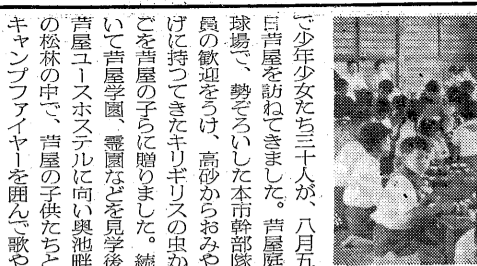 で少年少女たち三十人が、八月五
日芦屋を訪ねてきました。芦屋庭
球場で、勢ぞろいした本市幹部隊
員の歓迎をうけ、高砂からおみや
げに持つてきたキリギリスの虫か
ごを芦屋の子らに贈りました。続
いて芦屋学園、霊園などを見学後
芦屋ユースホステルに向い奥池畔
の松林の中で、芦屋の子供たちと
キャンプファイヤーを囲んで歌や